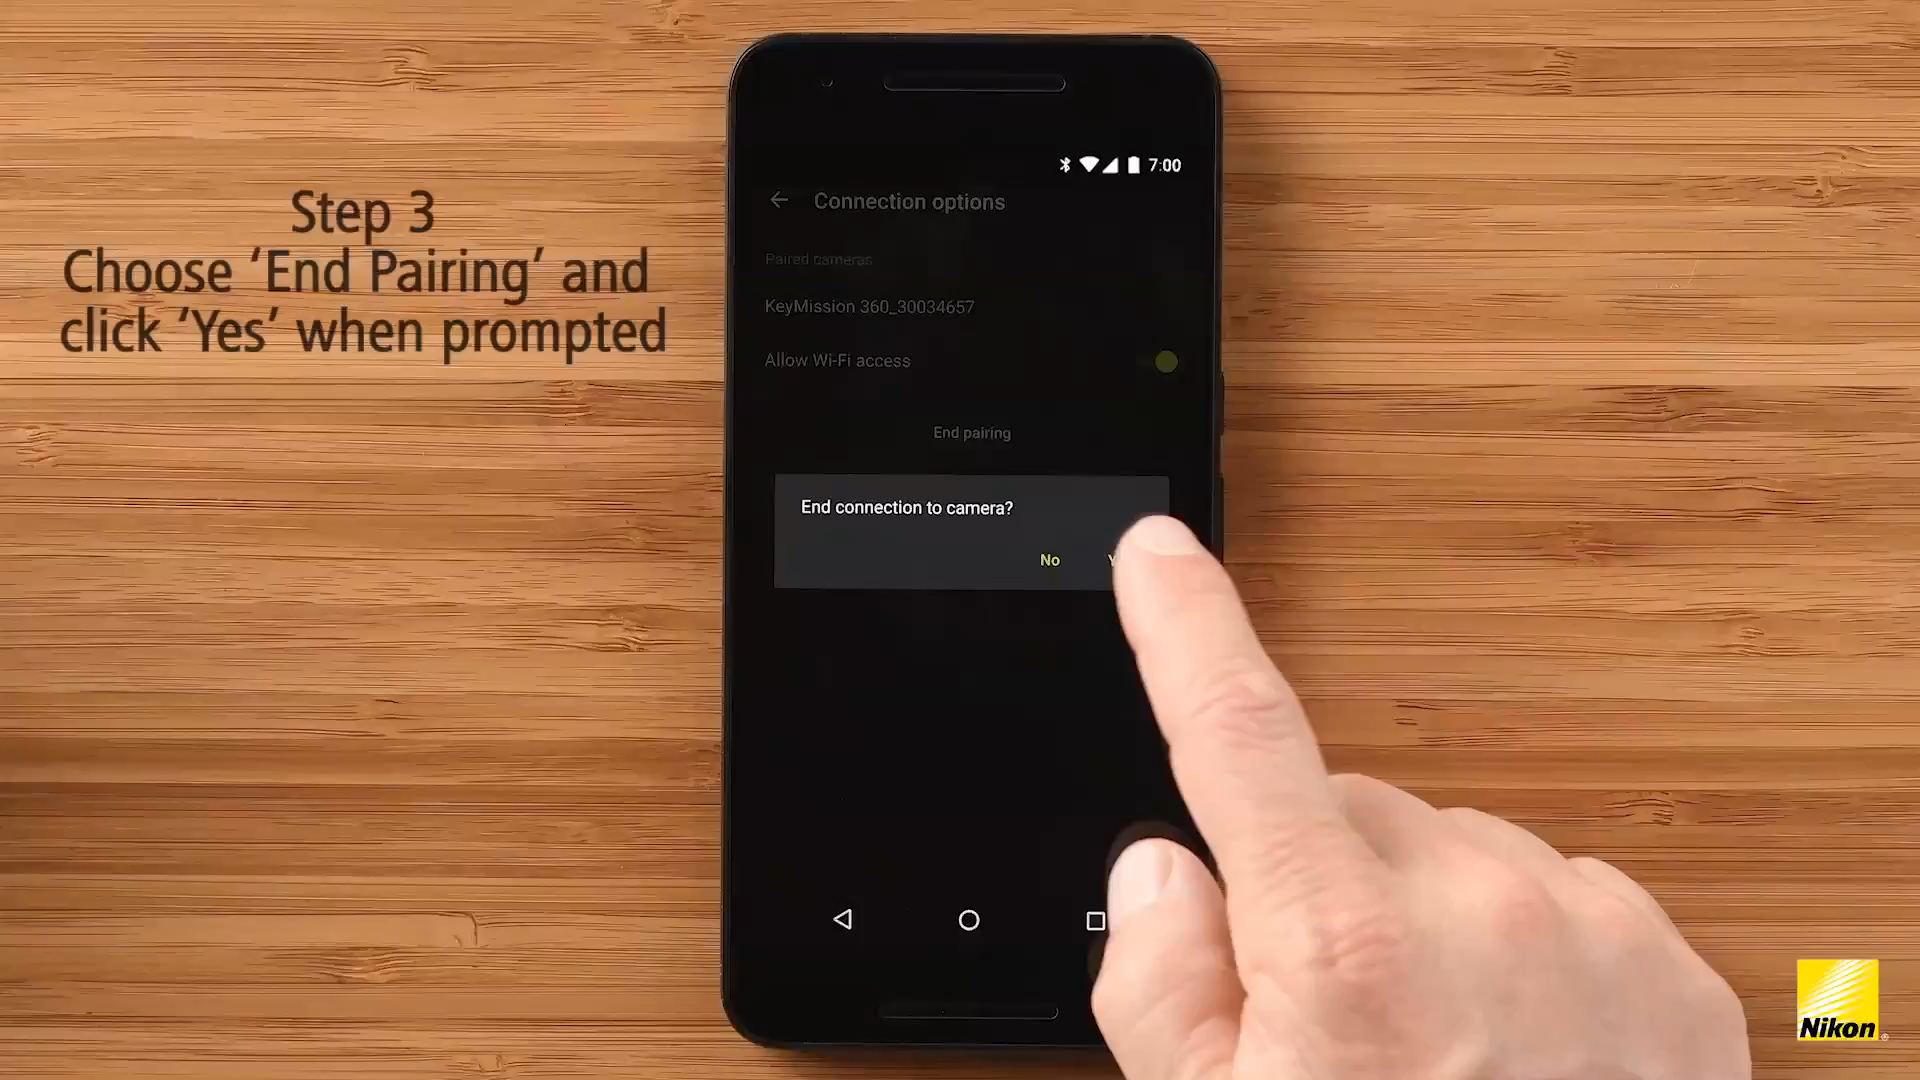 Step 3
Choose ‘End Pairing’ and
click ‘Yes’ when prompted
7:00
Connection options
Paired cameras
KeyMission 360_30034657
Allow Wi-Fi access
End pairing
End connection to camera?
No
Nikon